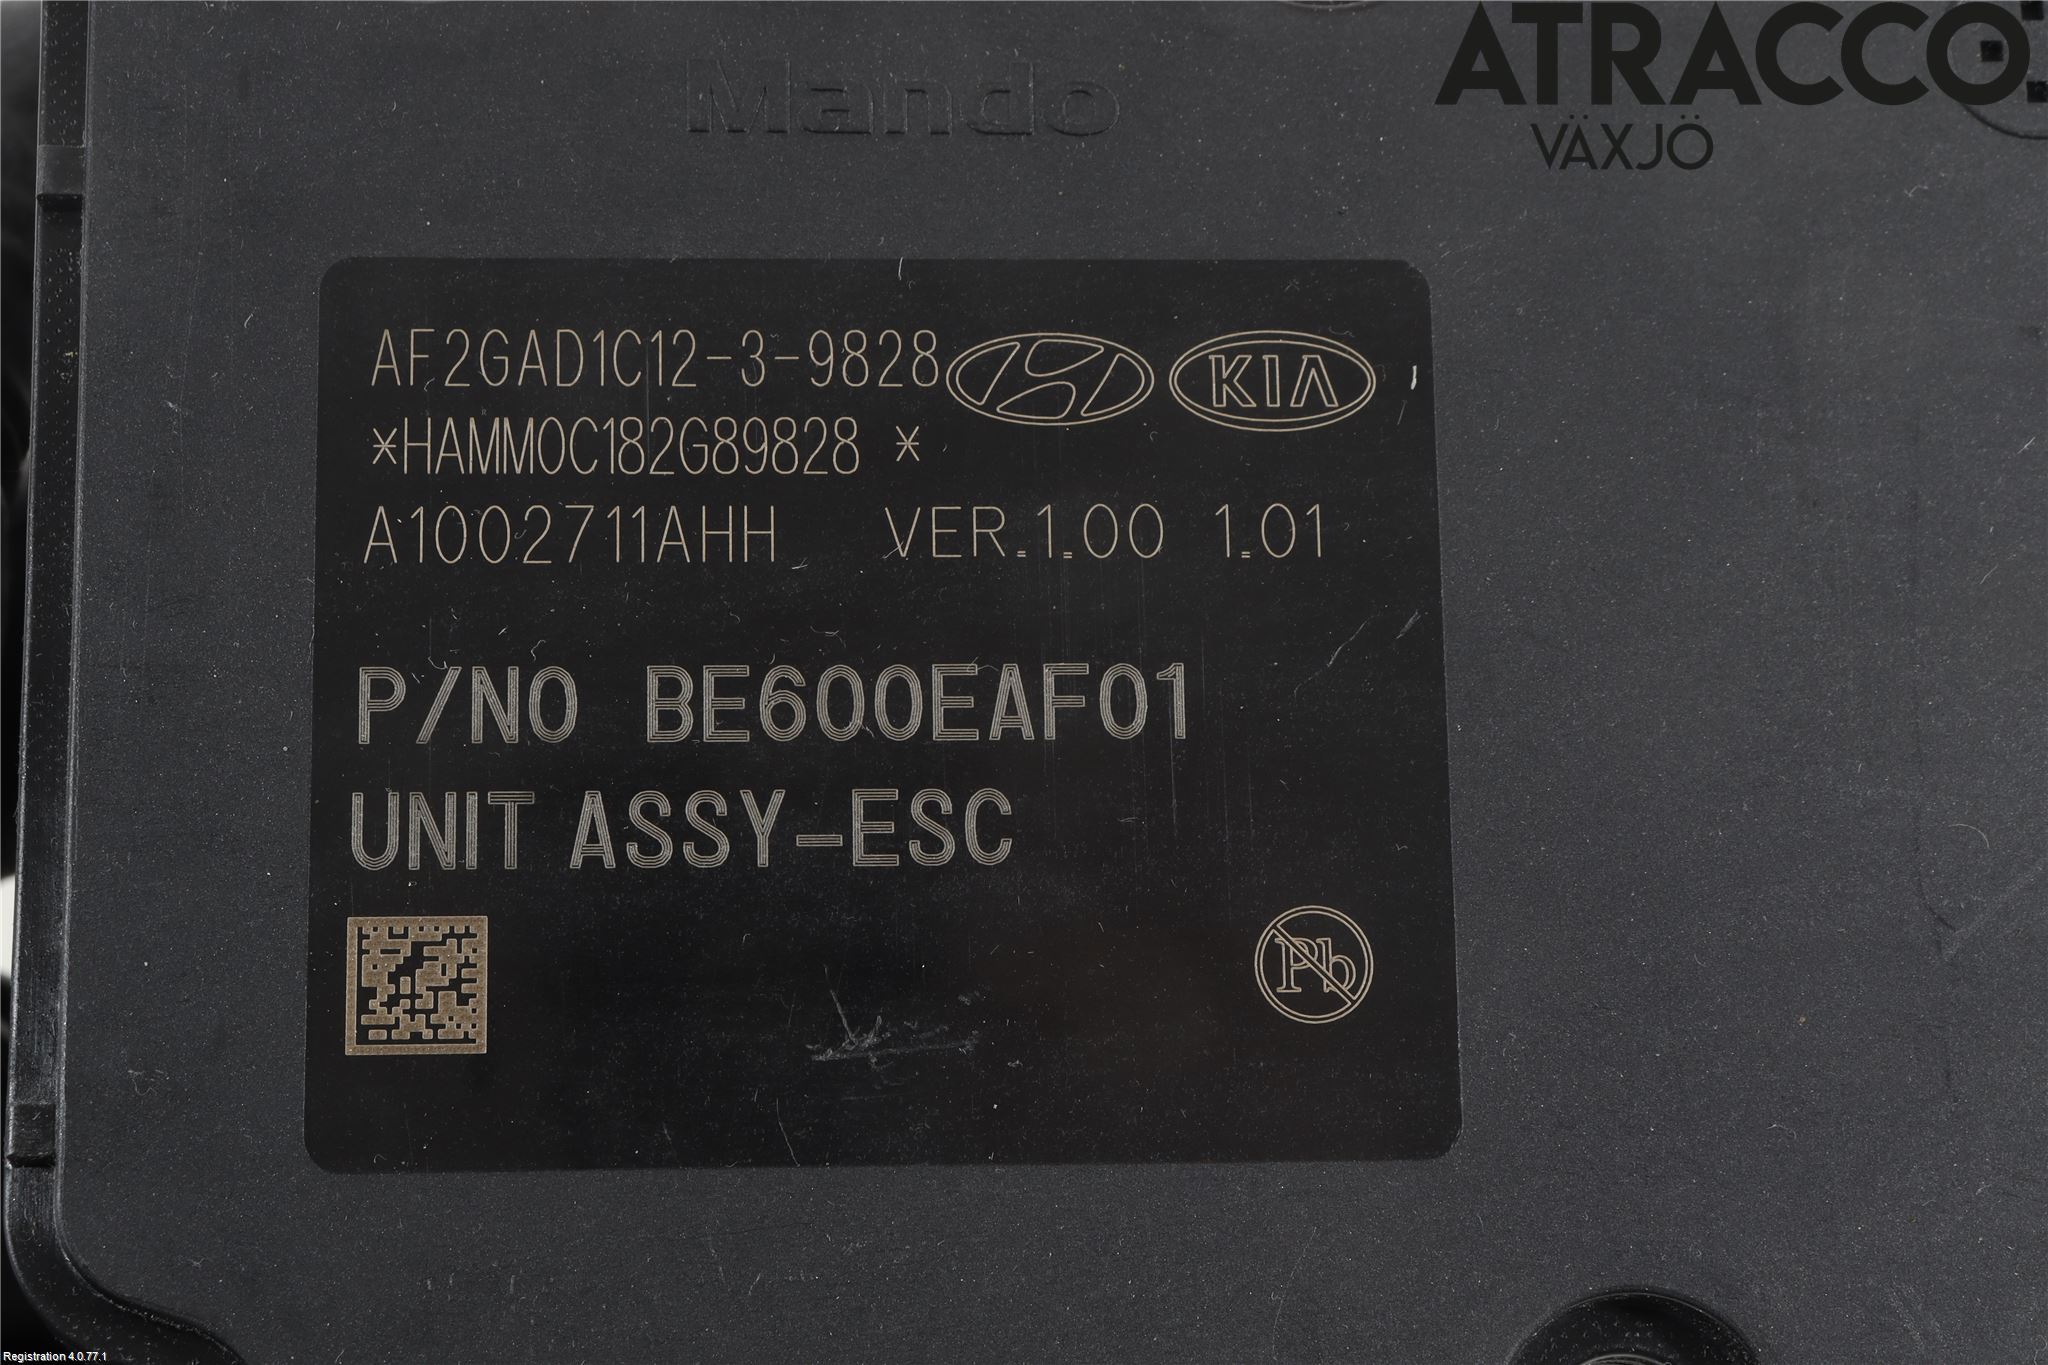 ATRACCO
VÄXJÖ
Mando
AF2GAD1C12-3-9828
KIA
*HAMM0C182G89828 *
A1002711AHH VER.1.00 1.01
P/NO BE600EAF01
UNIT ASSY-ESC
Pb
Registration 4.0.77.1